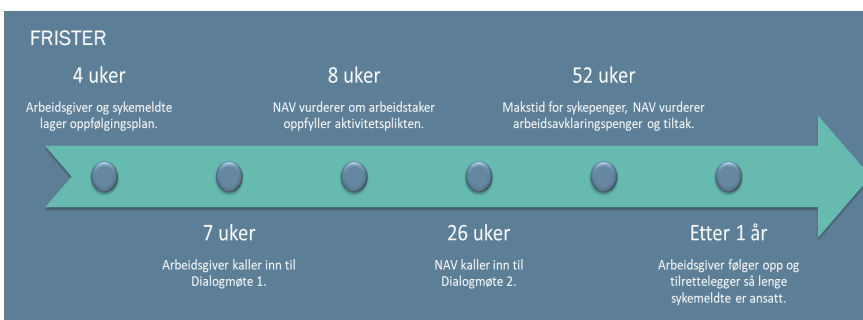 FRISTER
4 uker
Arbeidsgiver og sykemeldte
lager oppfølgingsplan.
8 uker
NAV vurderer om arbeidstaker
oppfyller aktivitetsplikten.
52 uker
Makstid for sykepenger, NAV vurderer
arbeidsavklaringspenger og tiltak.
7 uker
Arbeidsgiver kaller inn til
Dialogmøte 1.
26 uker
NAV kaller inn til
Dialogmøte 2.
Etter 1 år
Arbeidsgiver følger opp og
tilrettelegger så lenge
sykemeldte er ansatt.